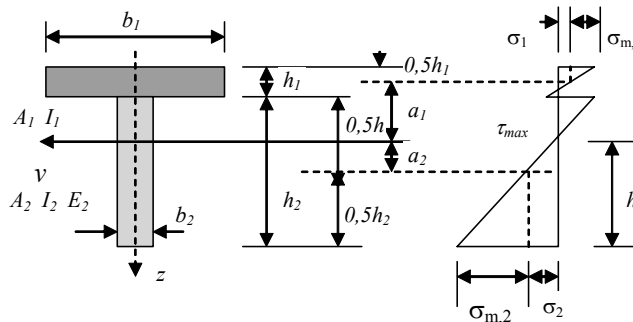 b1
σ1
σm,
0,5h1
h1
a1
A1 I1
0,5h
τmax
a2
v
A2 I2 E2
h2
h
b2
0,5h2
z
σm,2
σ2